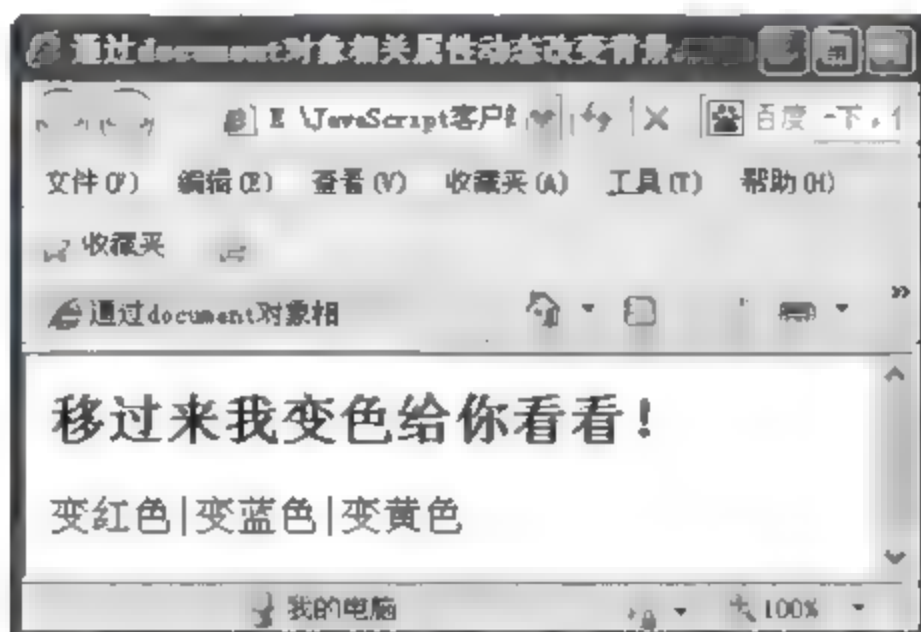 通过document对象相关属性动态改变背景
E \JavaScript客户端 百度一下，
文件(F) 编辑(E) 查看(V) 收藏夹(A) 工具(T) 帮助(H)
收藏夹
通过document对象相 »
移过来我变色给你看看！
变红色|变蓝色|变黄色
我的电脑 100%